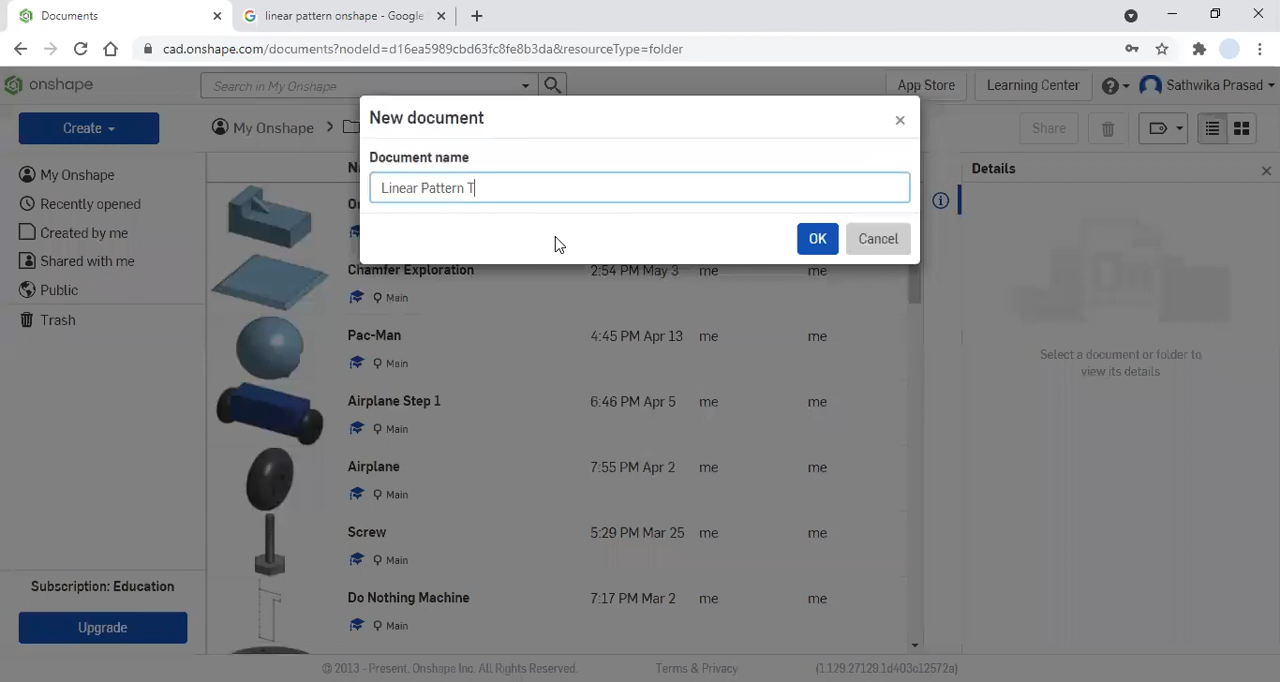 Documents
linear pattern onshape - Google
cad.onshape.com/documents?nodeId=d16ea5989cbd63fc8fe8b3da&resourceType=folder
onshape
Search in My Onshape
App Store
Learning Center
Sathwika Prasad
Create
My Onshape
Share
New document
Document name
Linear Pattern T
OK
Cancel
Details
My Onshape
Recently opened
Created by me
Shared with me
Public
Trash
Chamfer Exploration 2:54 PM May 3 me me
Main
Pac-Man 4:45 PM Apr 13 me me
Main
Airplane Step 1 6:46 PM Apr 5 me me
Main
Airplane 7:55 PM Apr 2 me me
Main
Screw 5:29 PM Mar 25 me me
Main
Do Nothing Machine 7:17 PM Mar 2 me me
Main
Select a document or folder to
view its details
Subscription: Education
Upgrade
© 2013 - Present. Onshape Inc. All Rights Reserved.
Terms & Privacy
(1.129.27129.1d403c12572a)